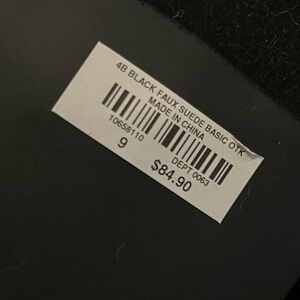 4B BLACK FAUX SUEDE BASIC OTK
MADE IN CHINA
10658110
DEPT 0063
9
$84.90